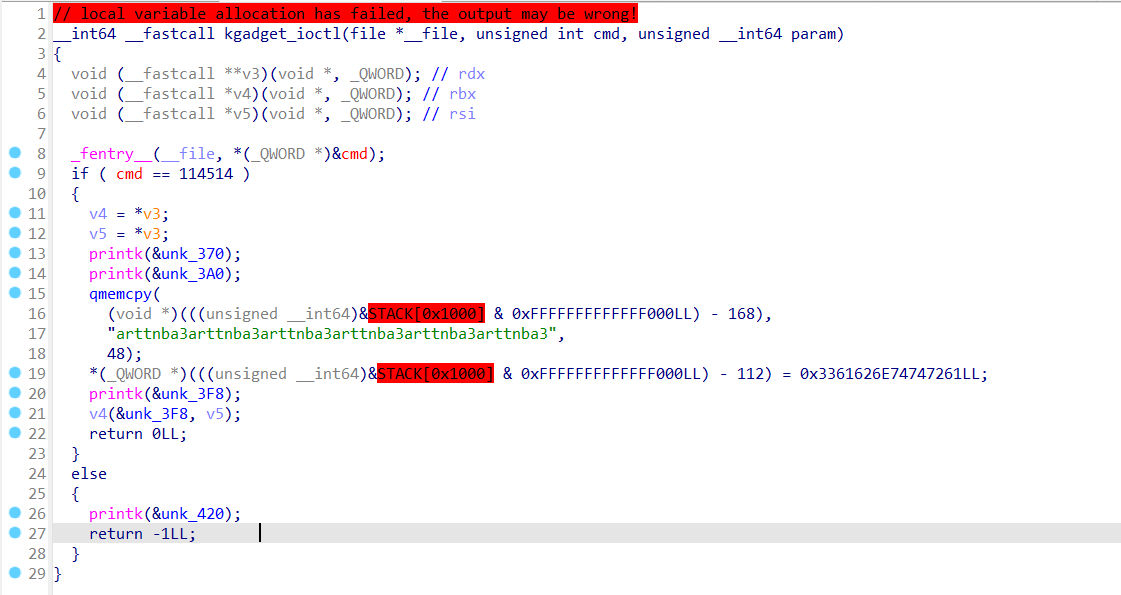 1 // local variable allocation has failed, the output may be wrong!
2 __int64 __fastcall kgadget_ioctl(file *__file, unsigned int cmd, unsigned __int64 param)
3 {
4 void (__fastcall **v3)(void *, _QWORD); // rdx
5 void (__fastcall *v4)(void *, _QWORD); // rbx
6 void (__fastcall *v5)(void *, _QWORD); // rsi
7
8 _fentry__(__file, *(_QWORD *)&cmd);
9 if ( cmd == 114514 )
10 {
11 v4 = *v3;
12 v5 = *v3;
13 printk(&unk_370);
14 printk(&unk_3A0);
15 qmemcpy(
16 (void *)(((unsigned __int64)&STACK[0x1000] & 0xFFFFFFFFFFFFF000LL) - 168),
17 "arttnba3arttnba3arttnba3arttnba3arttnba3arttnba3",
18 48);
19 *(_QWORD *)(((unsigned __int64)&STACK[0x1000] & 0xFFFFFFFFFFFFF000LL) - 112) = 0x3361626E74747261LL;
20 printk(&unk_3F8);
21 v4(&unk_3F8, v5);
22 return 0LL;
23 }
24 else
25 {
26 printk(&unk_420);
27 return -1LL;
28 }
29 }